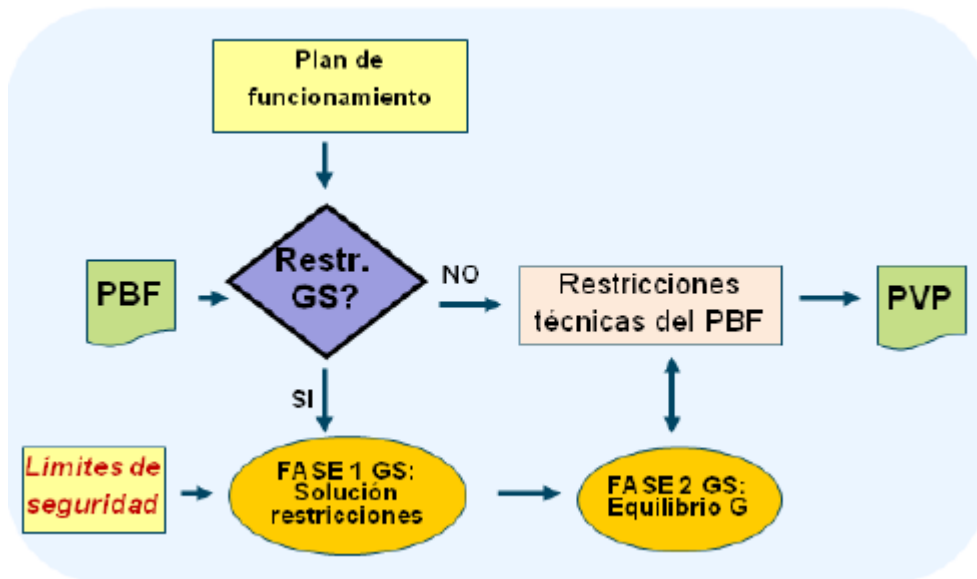 Plan de
funcionamiento
Restr.
GS?
PBF
NO
Restricciones
técnicas del PBF
PVP
SI
Límites de
seguridad
FASE 1 GS:
Solución
restricciones
FASE 2 GS:
Equilibrio G